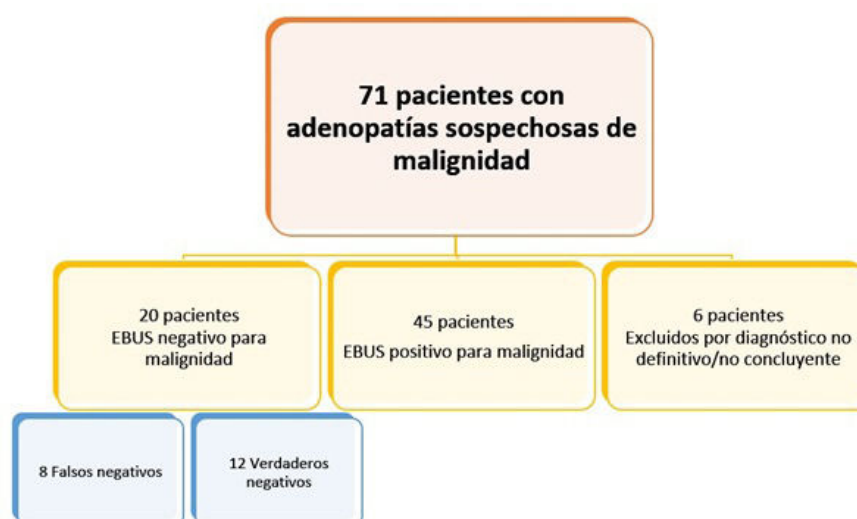 71 pacientes con
adenopatías sospechosas de
malignidad
20 pacientes
EBUS negativo para
malignidad
45 pacientes
EBUS positivo para malignidad
6 pacientes
Excluidos por diagnóstico no
definitivo/no concluyente
8 Falsos negativos
12 Verdaderos
negativos